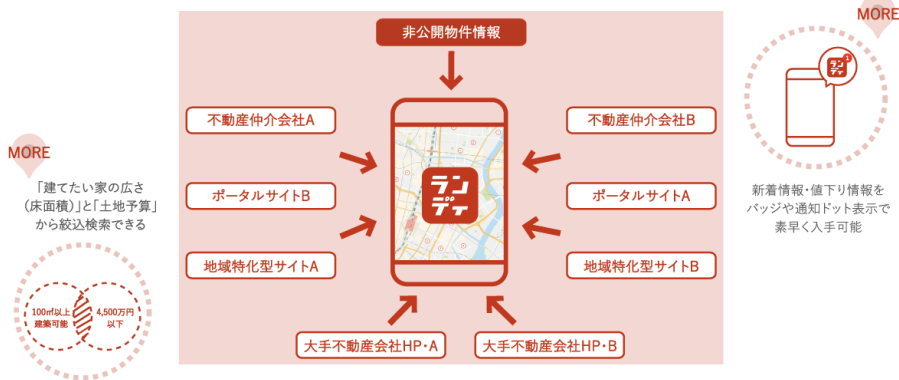 MORE
非公開物件情報
不動産仲介会社A
不動産仲介会社B
MORE
「建てたい家の広さ
（床面積）」と「土地予算」
から絞込検索できる
ポータルサイトB
ポータルサイトA
ラン
ディ
ラン
ディ
1
新着情報・値下り情報を
バッジや通知ドット表示で
素早く入手可能
地域特化型サイトA
地域特化型サイトB
100㎡以上
建築可能
4,500万円
以下
大手不動産会社HP・A
大手不動産会社HP・B